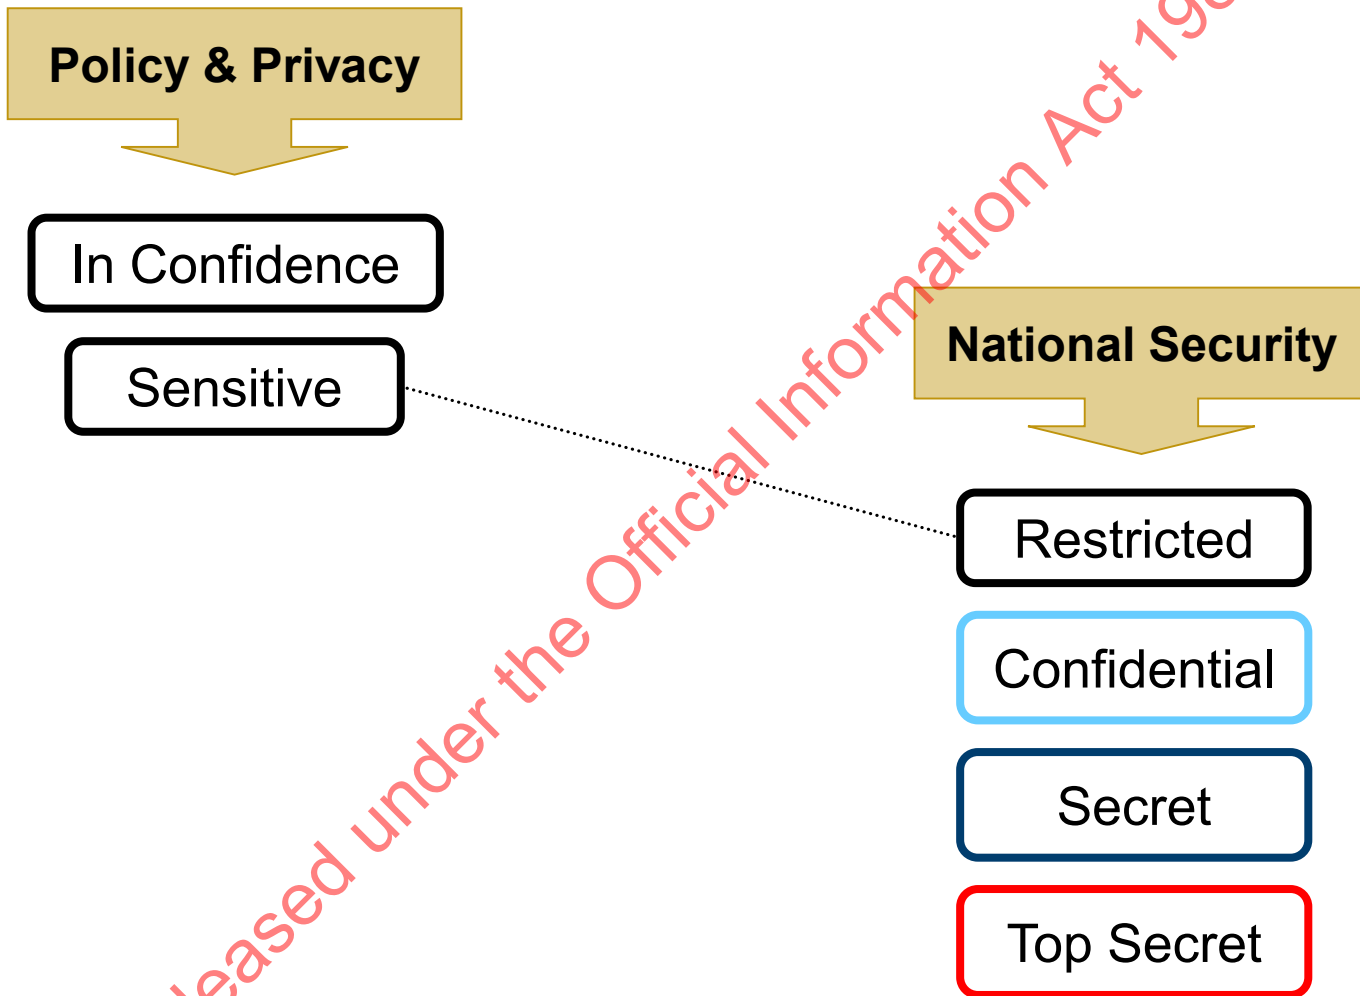 Policy & Privacy
In Confidence
Sensitive
National Security
Restricted
Confidential
Secret
Top Secret
under the Official Information Act